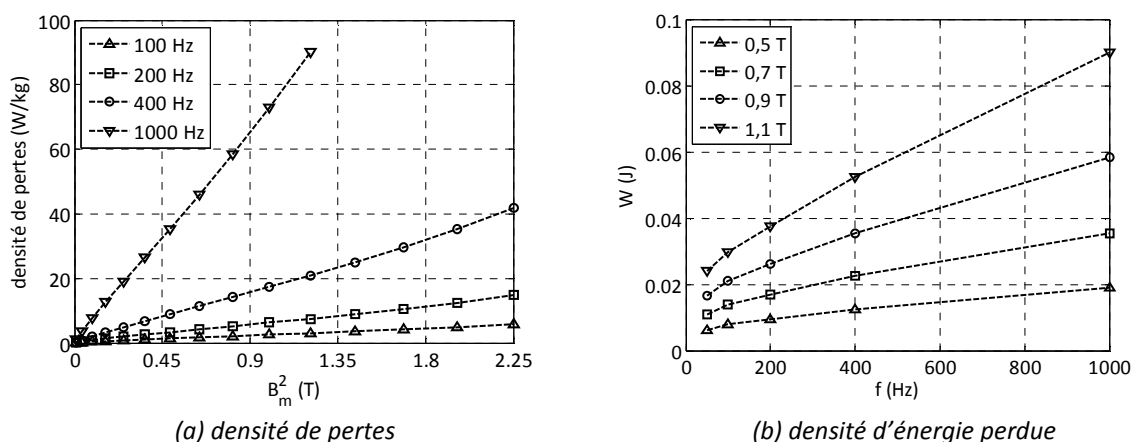 densité de pertes (W/kg)
100
80
60
40
20
0
100 Hz
200 Hz
400 Hz
1000 Hz
0 0.45 0.9 1.35 1.8 2.25
B²ₘ (T)
(a) densité de pertes
W (J)
0.1
0.08
0.06
0.04
0.02
0
0,5 T
0,7 T
0,9 T
1,1 T
0 200 400 600 800 1000
f (Hz)
(b) densité d’énergie perdue